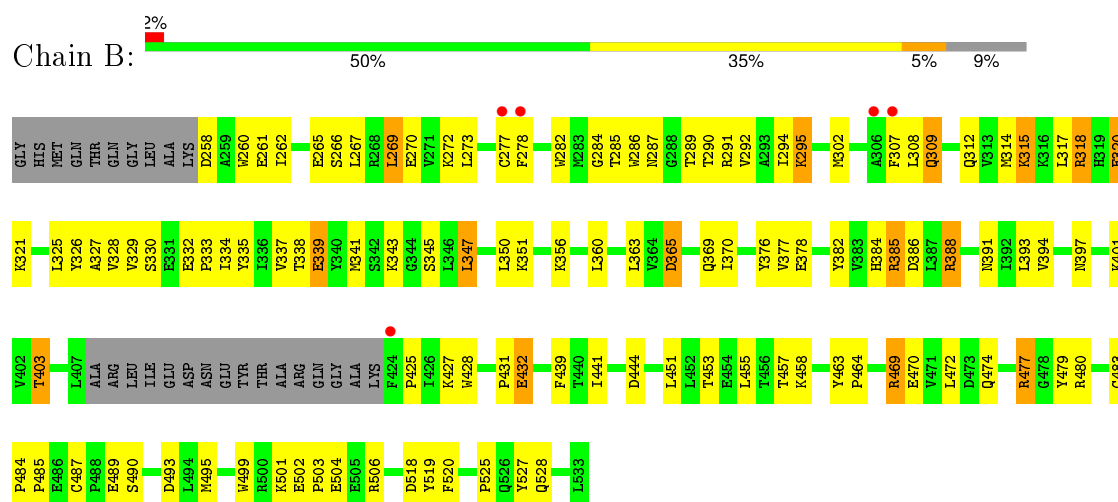 2%
Chain B:
50% 35% 5% 9%
GLY HIS MET GLN THR GLN GLY LEU ALA LYS D258 A259 W260 E261 I262 E265 S266 L267 R268 L269 E270 V271 K272 L273 C277 F278 W282 M283 G284 T285 W286 N287 G288 T289 T290 R291 V292 A293 I294 K295 M302 A306 F307 L308 Q309 Q312 V313 M314 K315 K316 L317 R318 H319 E320
K321 L325 Y326 A327 V328 V329 S330 E331 E332 P333 I334 Y335 I336 V337 T338 E339 Y340 M341 S342 K343 G344 S345 L346 L347 L350 K351 K356 L360 L363 V364 D365 Q369 I370 Y376 V377 E378 Y382 V383 H384 R385 D386 L387 R388 N391 I392 L393 V394 N397 K401
V402 T403 L407 ALA ARG LEU ILE GLU ASP ASN GLU TYR THR ALA ARG GLN GLY ALA LYS F424 P425 I426 K427 W428 P431 E432 F439 T440 I441 D444 L451 L452 T453 E454 L455 T456 T457 K458 Y463 P464 R469 E470 V471 L472 D473 Q474 R477 G478 Y479 R480 C483
P484 P485 E486 C487 P488 E489 S490 D493 L494 M495 W499 R500 K501 E502 P503 E504 E505 R506 D518 Y519 F520 P525 Q526 Y527 Q528 L533